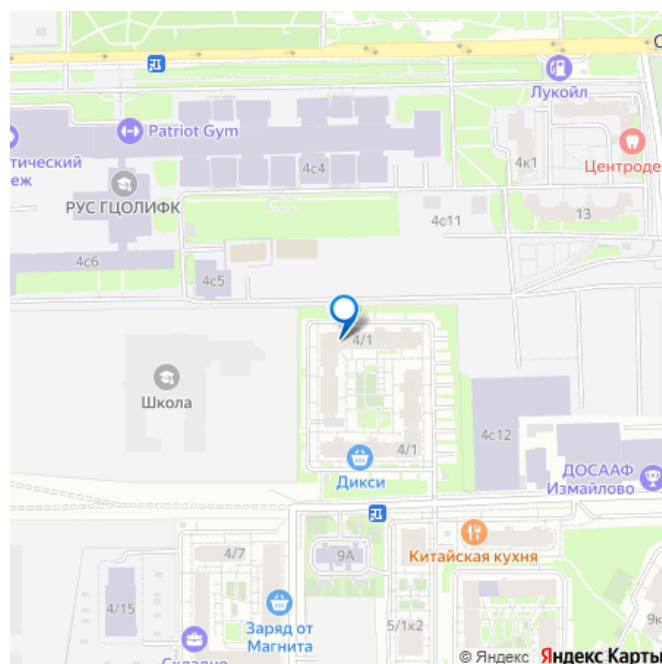 С
Лукойл
Patriot Gym
тический
еж
4с4
4к1
Центроде
РУС ГЦОЛИФК
13
4с11
4с6
4с5
4/1
Школа
4/1
4с12
Дикси
ДОСААФ
Измайлово
Китайская кухня
4/7
9А
4/15
Заряд от
Магнита
5/1к2
9к
Складно
© Яндекс Яндекс Карты